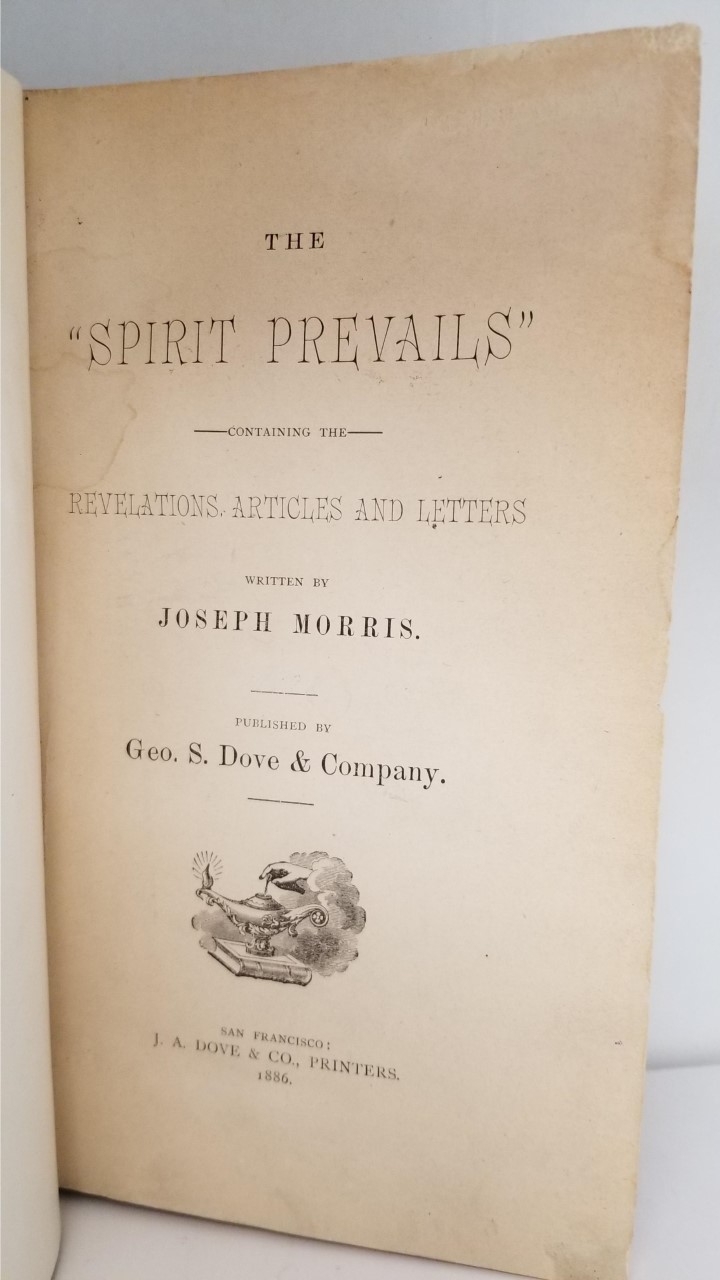 THE
"SPIRIT PREVAILS"
—CONTAINING THE—
REVELATIONS, ARTICLES AND LETTERS
WRITTEN BY
JOSEPH MORRIS.
PUBLISHED BY
Geo. S. Dove & Company.
SAN FRANCISCO:
J. A. DOVE & CO., PRINTERS.
1886.